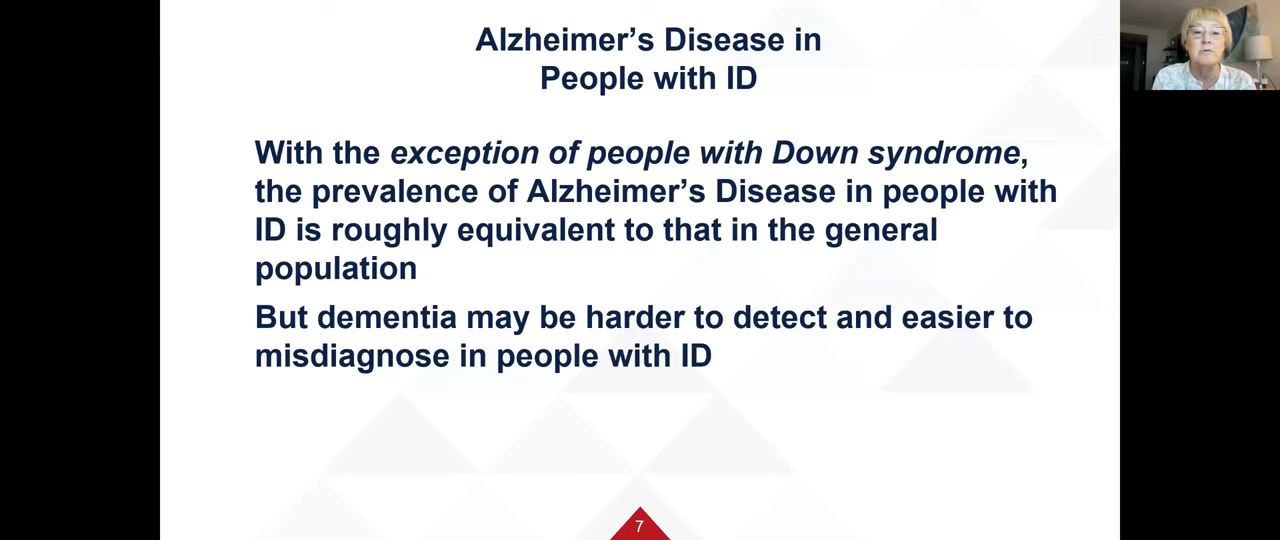 Alzheimer’s Disease in
People with ID
With the exception of people with Down syndrome,
the prevalence of Alzheimer’s Disease in people with
ID is roughly equivalent to that in the general
population
But dementia may be harder to detect and easier to
misdiagnose in people with ID
7